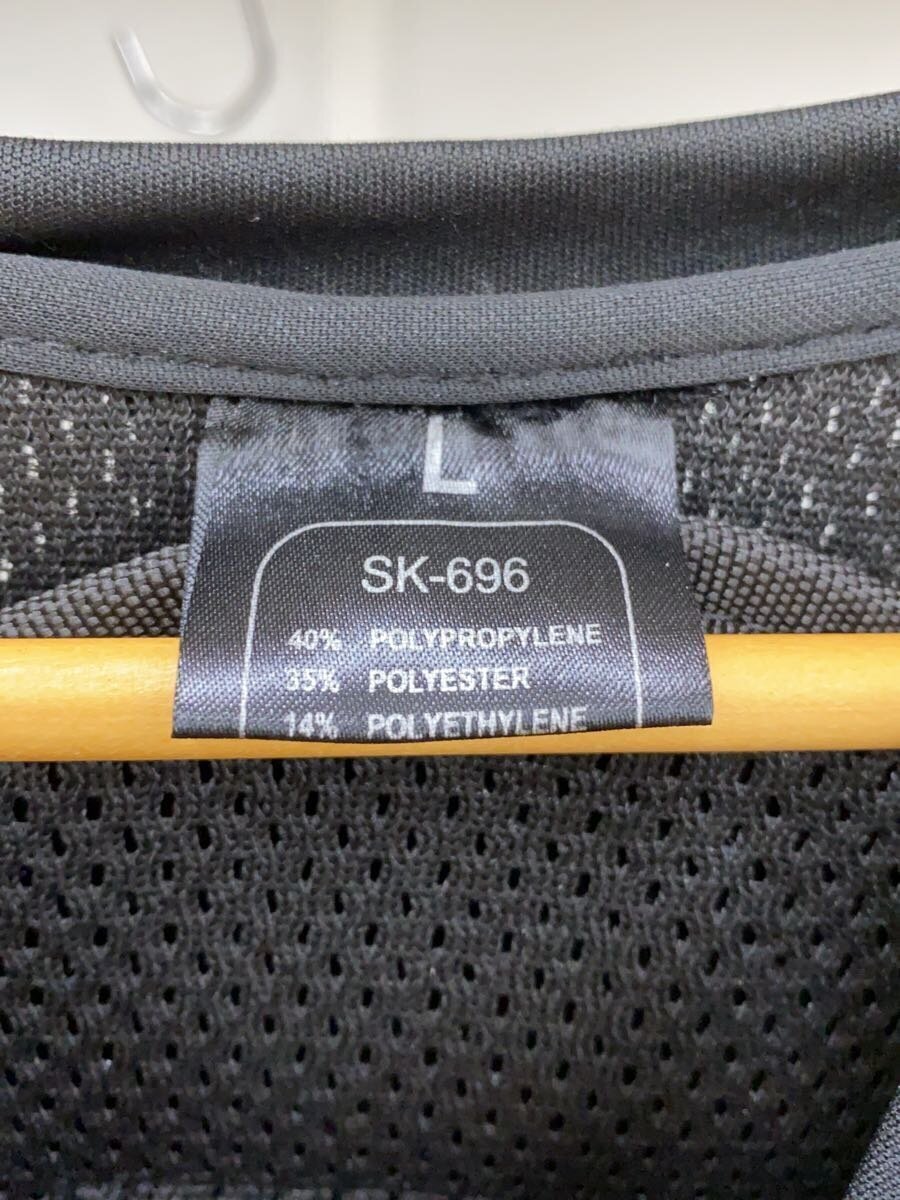 L
SK-696
40% POLYPROPYLENE
35% POLYESTER
14% POLYETHYLENE